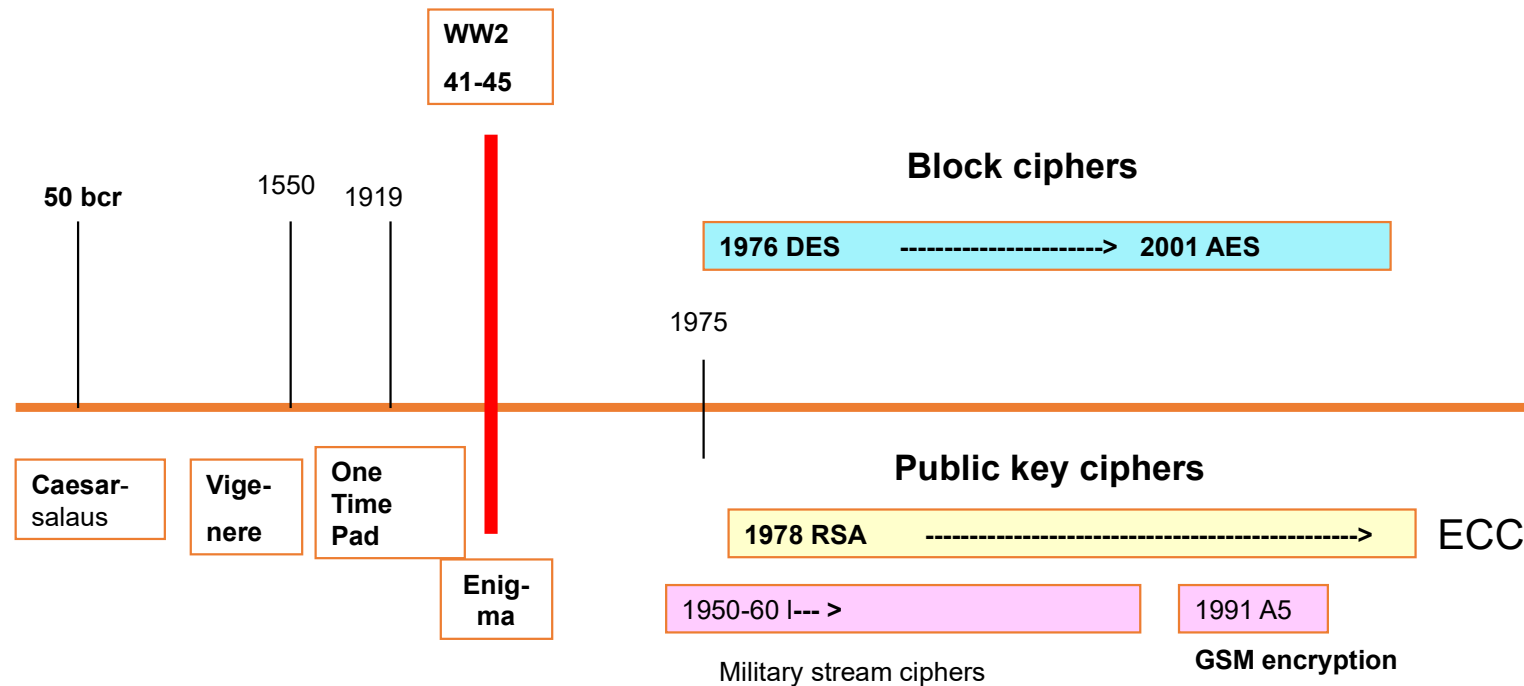 WW2
41-45
50 bcr
1550
1919
Block ciphers
1976 DES -----------------------> 2001 AES
1975
Caesar-
salaus
Vige-
nere
One
Time
Pad
Enig-
ma
Public key ciphers
1978 RSA ------------------------------------------------->
ECC
1950-60 l--- >
1991 A5
Military stream ciphers
GSM encryption